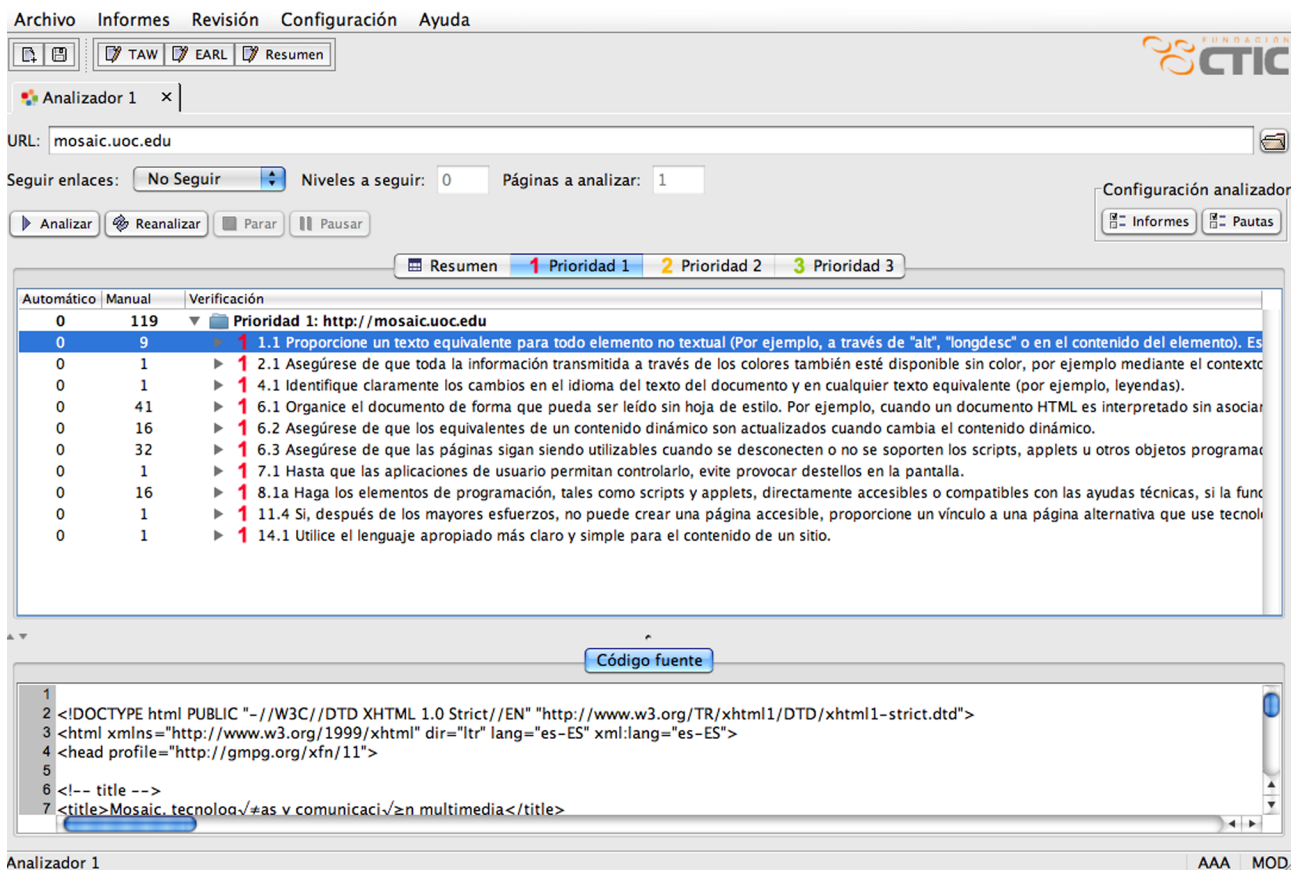 Archivo Informes Revisión Configuración Ayuda
TAW EARL Resumen
FUNDACIÓN
CTIC
Analizador 1 ×
URL: mosaic.uoc.edu
Seguir enlaces: No Seguir Niveles a seguir: 0 Páginas a analizar: 1
Configuración analizador
Analizar Reanalizar Parar Pausar Informes Pautas
Resumen 1 Prioridad 1 2 Prioridad 2 3 Prioridad 3
Automático Manual Verificación
0 119 Prioridad 1: http://mosaic.uoc.edu
0 9 1 1.1 Proporcione un texto equivalente para todo elemento no textual (Por ejemplo, a través de "alt", "longdesc" o en el contenido del elemento). Es
0 1 1 2.1 Asegúrese de que toda la información transmitida a través de los colores también esté disponible sin color, por ejemplo mediante el contexto
0 1 1 4.1 Identifique claramente los cambios en el idioma del texto del documento y en cualquier texto equivalente (por ejemplo, leyendas).
0 41 1 6.1 Organice el documento de forma que pueda ser leído sin hoja de estilo. Por ejemplo, cuando un documento HTML es interpretado sin asociar
0 16 1 6.2 Asegúrese de que los equivalentes de un contenido dinámico son actualizados cuando cambia el contenido dinámico.
0 32 1 6.3 Asegúrese de que las páginas sigan siendo utilizables cuando se desconecten o no se soporten los scripts, applets u otros objetos programad
0 1 1 7.1 Hasta que las aplicaciones de usuario permitan controlarlo, evite provocar destellos en la pantalla.
0 16 1 8.1a Haga los elementos de programación, tales como scripts y applets, directamente accesibles o compatibles con las ayudas técnicas, si la func
0 1 1 11.4 Si, después de los mayores esfuerzos, no puede crear una página accesible, proporcione un vínculo a una página alternativa que use tecnolo
0 1 1 14.1 Utilice el lenguaje apropiado más claro y simple para el contenido de un sitio.
Código fuente
1
2 <!DOCTYPE html PUBLIC "-//W3C//DTD XHTML 1.0 Strict//EN" "http://www.w3.org/TR/xhtml1/DTD/xhtml1-strict.dtd">
3 <html xmlns="http://www.w3.org/1999/xhtml" dir="ltr" lang="es-ES" xml:lang="es-ES">
4 <head profile="http://gmpg.org/xfn/11">
5
6 <!-- title -->
7 <title>Mosaic, tecnolog√≠as y comunicaci√≥n multimedia</title>
Analizador 1 AAA MOD.